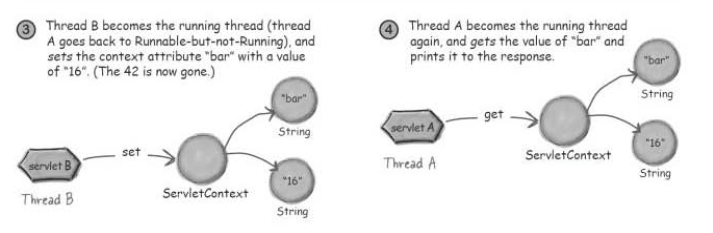 3 Thread B becomes the running thread (thread
A goes back to Runnable-but-not-Running), and
sets the context attribute "bar" with a value
of "16". (The 42 is now gone.)
"bar"
String
servlet B
set
ServletContext
"16"
String
Thread B
4 Thread A becomes the running thread
again, and gets the value of "bar" and
prints it to the response.
"bar"
String
servlet A
get
ServletContext
"16"
String
Thread A